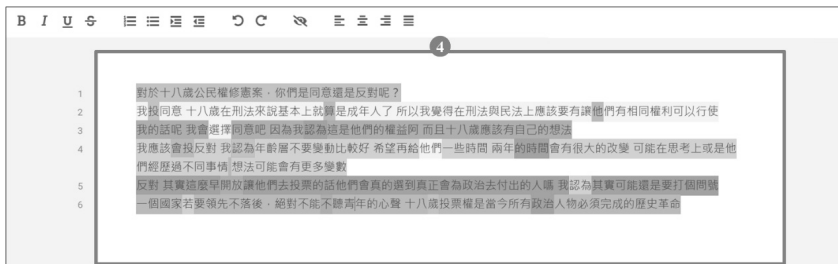 B I U S
4
1 對於十八歲公民權修憲案，你們是同意還是反對呢？
2 我投同意 十八歲在刑法來說基本上就算是成年人了 所以我覺得在刑法與民法上應該要有讓他們有相同權利可以行使
3 我的話呢 我會選擇同意吧 因為我認為這是他們的權益阿 而且十八歲應該有自己的想法
4 我應該會投反對 我認為年齡層不要變動比較好 希望再給他們一些時間 兩年的時間會有很大的改變 可能在思考上或是他
們經歷過不同事情 想法可能會有更多變數
5 反對 其實這麼早開放讓他們去投票的話他們會真的選到真正會為政治去付出的人嗎 我認為其實可能還是要打個問號
6 一個國家若要領先不落後，絕對不能不聽青年的心聲 十八歲投票權是當今所有政治人物必須完成的歷史革命